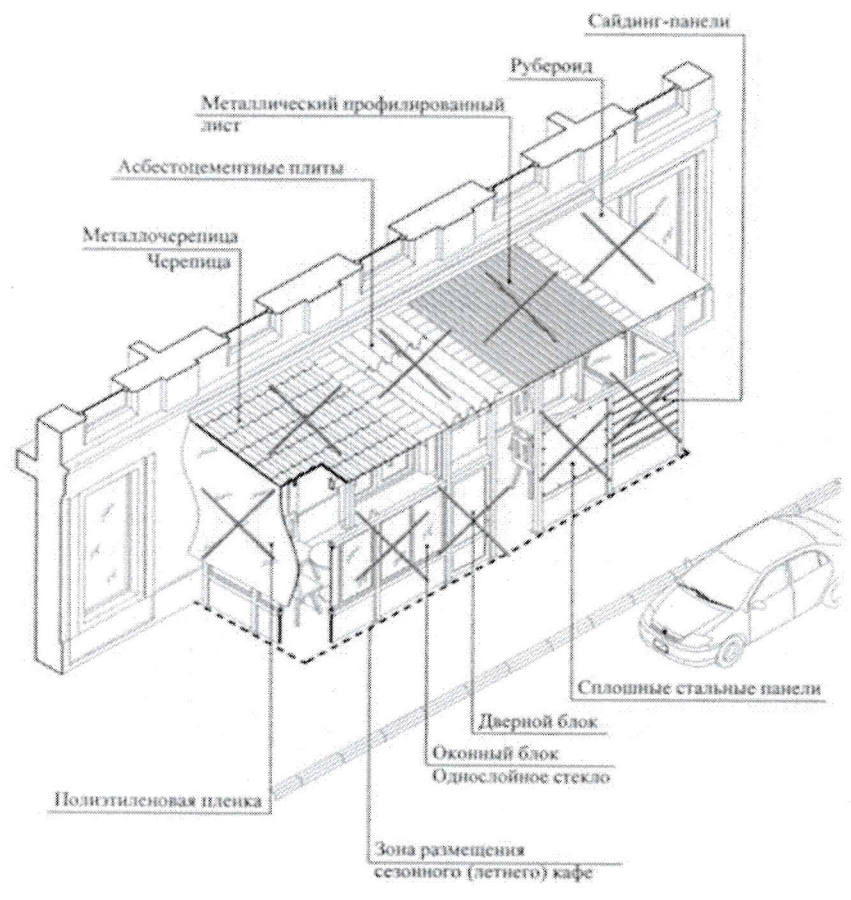 Сайдинг-панели
Рубероид
Металлический профилированный
лист
Асбестоцементные плиты
Металлочерепица
Черепица
Сплошные стальные панели
Дверной блок
Оконный блок
Однослойное стекло
Полиэтиленовая пленка
Зона размещения
сезонного (летнего) кафе